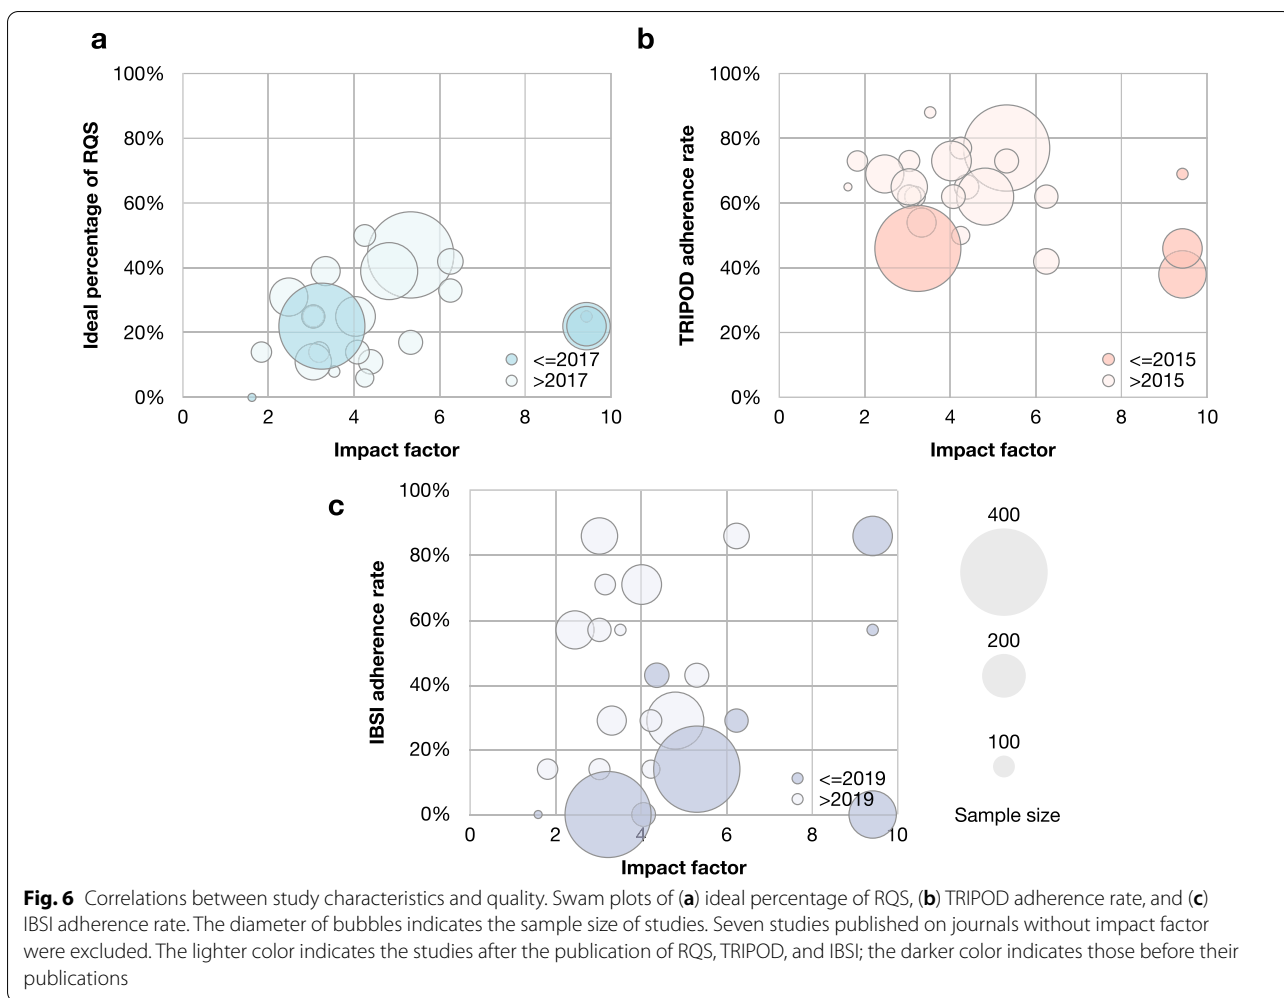 a
100%
80%
60%
40%
20%
0%
Ideal percentage of RQS
0 2 4 6 8 10
Impact factor
<=2017
>2017
b
100%
80%
60%
40%
20%
0%
TRIPOD adherence rate
0 2 4 6 8 10
Impact factor
<=2015
>2015
c
100%
80%
60%
40%
20%
0%
IBSI adherence rate
0 2 4 6 8 10
Impact factor
<=2019
>2019
400
200
100
Sample size
Fig. 6 Correlations between study characteristics and quality. Swam plots of (a) ideal percentage of RQS, (b) TRIPOD adherence rate, and (c)
IBSI adherence rate. The diameter of bubbles indicates the sample size of studies. Seven studies published on journals without impact factor
were excluded. The lighter color indicates the studies after the publication of RQS, TRIPOD, and IBSI; the darker color indicates those before their
publications